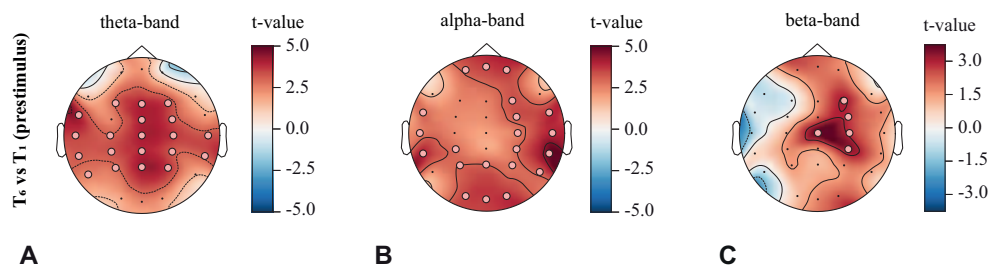 theta-band
t-value
alpha-band
t-value
beta-band
t-value
T₆ vs T₁ (prestimulus)
5.0
2.5
0.0
-2.5
-5.0
5.0
2.5
0.0
-2.5
-5.0
3.0
1.5
0.0
-1.5
-3.0
A
B
C